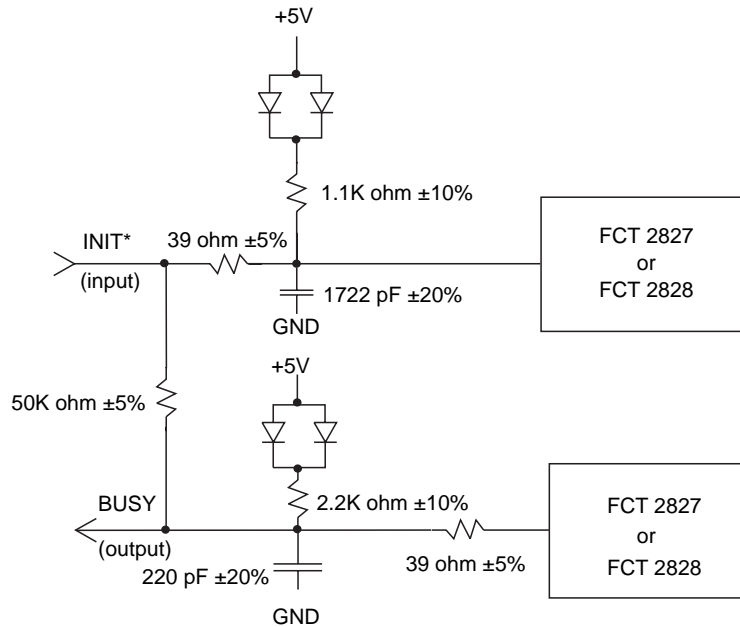 +5V
1.1K ohm ±10%
INIT*
39 ohm ±5%
(input)
FCT 2827
or
FCT 2828
1722 pF ±20%
GND
+5V
50K ohm ±5%
2.2K ohm ±10%
BUSY
(output)
220 pF ±20%
39 ohm ±5%
FCT 2827
or
FCT 2828
GND